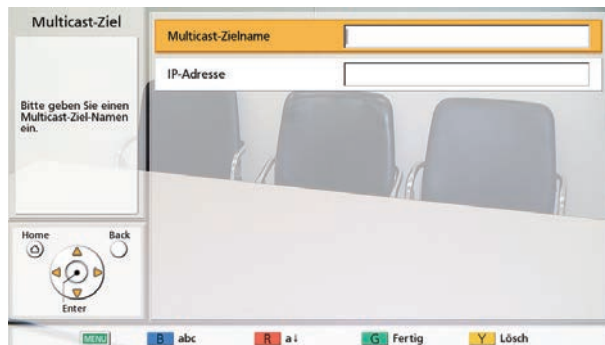 Multicast-Ziel
Multicast-Zielname
IP-Adresse
Bitte geben Sie einen
Multicast-Ziel-Namen
ein.
Home
Back
Enter
MENU
B abc
R a↓
G Fertig
Y Lösch